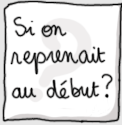 Si on
reprenait
au début?